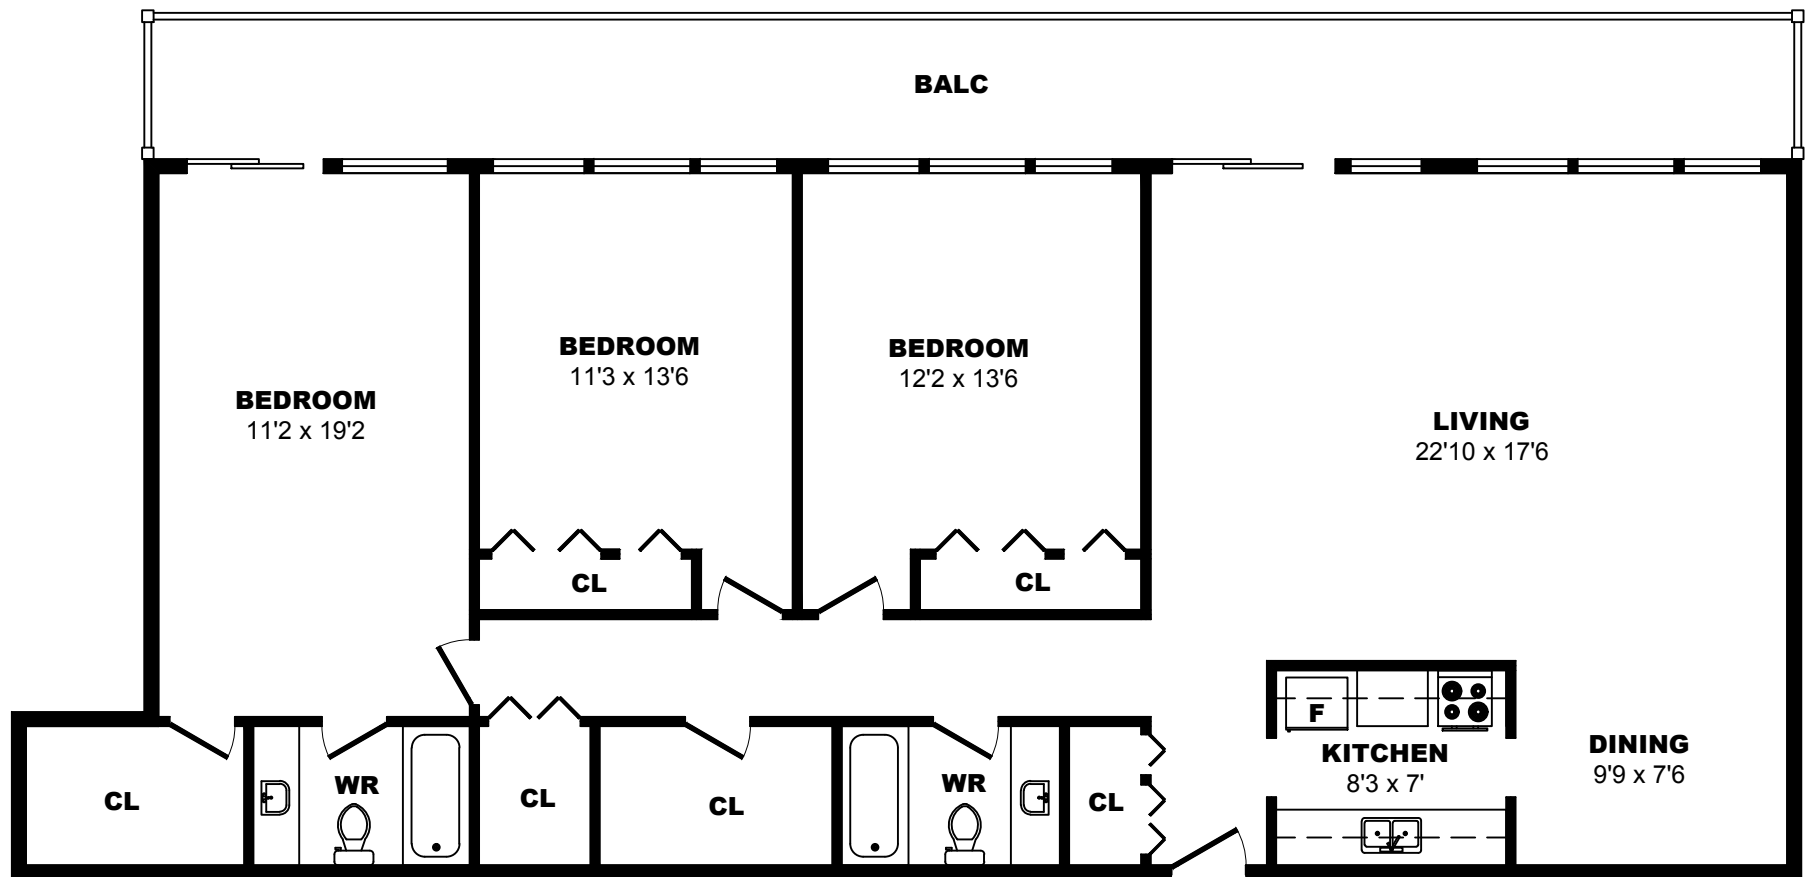 BALC
BEDROOM
11'3 x 13'6
BEDROOM
12'2 x 13'6
BEDROOM
11'2 x 19'2
LIVING
22'10 x 17'6
CL
CL
F
KITCHEN
8'3 x 7'
DINING
9'9 x 7'6
CL
WR
CL
CL
WR
CL